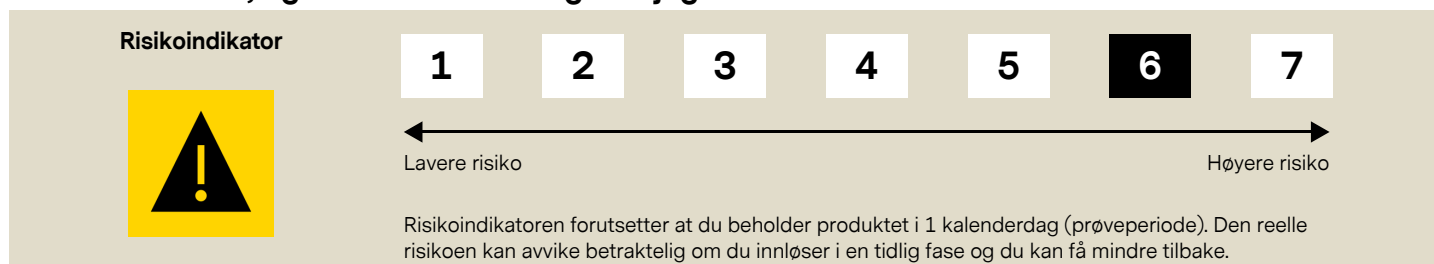 Risikoindikator
1 2 3 4 5 6 7
Lavere risiko Høyere risiko
Risikoindikatoren forutsetter at du beholder produktet i 1 kalenderdag (prøveperiode). Den reelle
risikoen kan avvike betraktelig om du innløser i en tidlig fase og du kan få mindre tilbake.